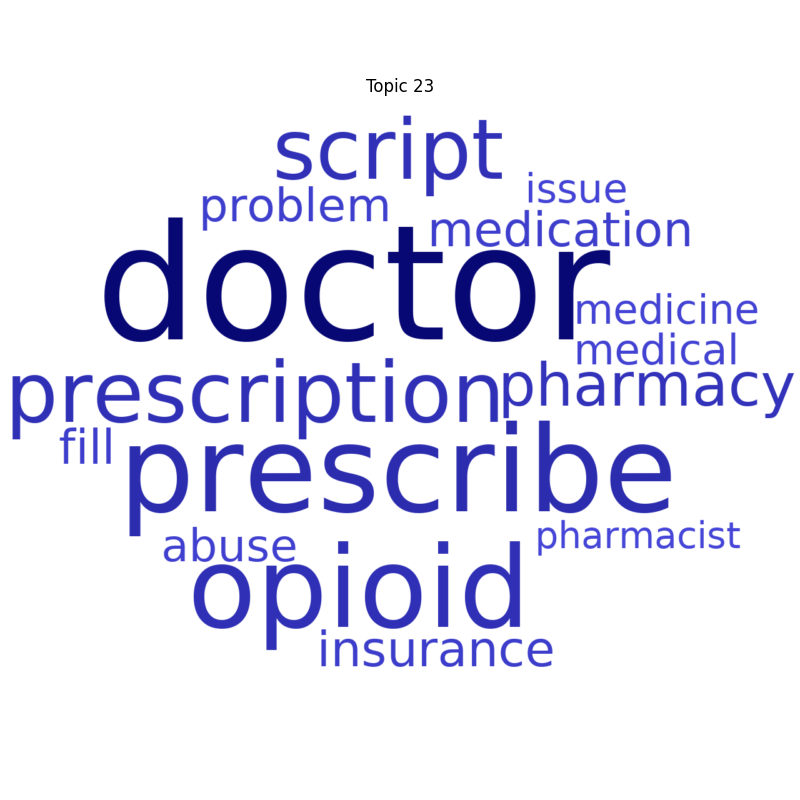 Topic 23
script
issue
problem
medication
doctor
medicine
medical
prescription
pharmacy
fill
prescribe
pharmacist
abuse
opioid
insurance